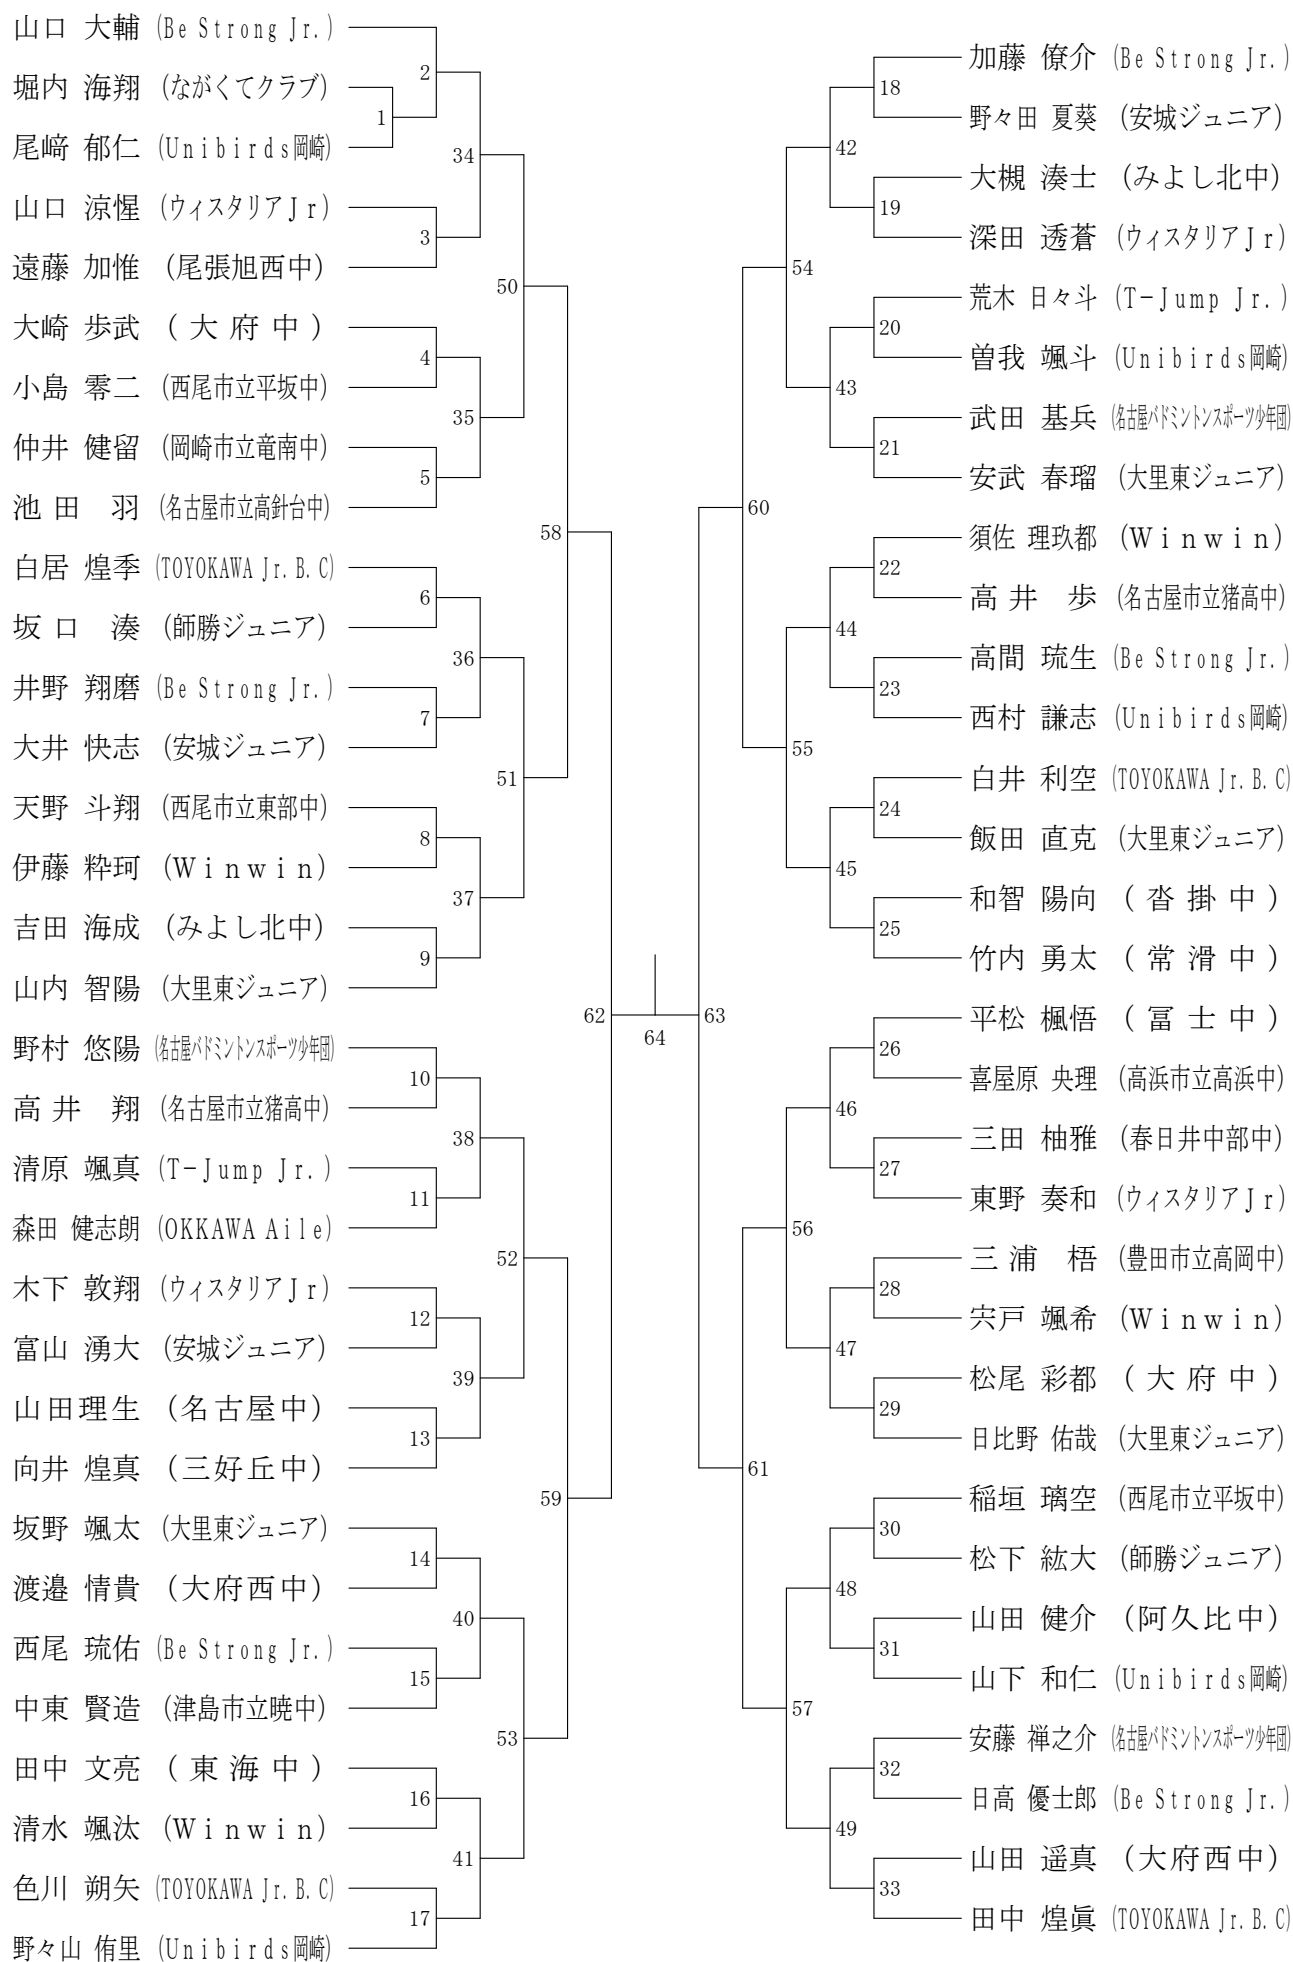 山口 大輔 (Be Strong Jr.)
堀内 海翔 (ながくてクラブ)
尾﨑 郁仁 (Unibirds岡崎)
山口 涼惺 (ウィスタリアJr)
遠藤 加惟 (尾張旭西中)
大崎 歩武 (大府中)
小島 零二 (西尾市立平坂中)
仲井 健留 (岡崎市立竜南中)
池田 羽 (名古屋市立高針台中)
白居 煌季 (TOYOKAWA Jr.B.C)
坂口 湊 (師勝ジュニア)
井野 翔磨 (Be Strong Jr.)
大井 快志 (安城ジュニア)
天野 斗翔 (西尾市立東部中)
伊藤 粋珂 (Winwin)
吉田 海成 (みよし北中)
山内 智陽 (大里東ジュニア)
野村 悠陽 (名古屋バドミントンスポーツ少年団)
高井 翔 (名古屋市立猪高中)
清原 颯真 (T-Jump Jr.)
森田 健志朗 (OKKAWA Aile)
木下 敦翔 (ウィスタリアJr)
富山 湧大 (安城ジュニア)
山田理生 (名古屋中)
向井 煌真 (三好丘中)
坂野 颯太 (大里東ジュニア)
渡邉 情貴 (大府西中)
西尾 琉佑 (Be Strong Jr.)
中東 賢造 (津島市立暁中)
田中 文亮 (東海中)
清水 颯汰 (Winwin)
色川 朔矢 (TOYOKAWA Jr.B.C)
野々山 侑里 (Unibirds岡崎)
1
2
3
4
5
6
7
8
9
10
11
12
13
14
15
16
17
34
35
36
37
38
39
40
41
50
51
52
53
58
59
62
64
63
60
61
54
55
56
57
42
43
44
45
46
47
48
49
18
19
20
21
22
23
24
25
26
27
28
29
30
31
32
33
加藤 僚介 (Be Strong Jr.)
野々田 夏葵 (安城ジュニア)
大槻 湊士 (みよし北中)
深田 透蒼 (ウィスタリアJr)
荒木 日々斗 (T-Jump Jr.)
曽我 颯斗 (Unibirds岡崎)
武田 基兵 (名古屋バドミントンスポーツ少年団)
安武 春瑠 (大里東ジュニア)
須佐 理玖都 (Winwin)
高井 歩 (名古屋市立猪高中)
高間 琉生 (Be Strong Jr.)
西村 謙志 (Unibirds岡崎)
白井 利空 (TOYOKAWA Jr.B.C)
飯田 直克 (大里東ジュニア)
和智 陽向 (沓掛中)
竹内 勇太 (常滑中)
平松 楓悟 (冨士中)
喜屋原 央理 (高浜市立高浜中)
三田 柚雅 (春日井中部中)
東野 奏和 (ウィスタリアJr)
三浦 梧 (豊田市立高岡中)
宍戸 颯希 (Winwin)
松尾 彩都 (大府中)
日比野 佑哉 (大里東ジュニア)
稲垣 璃空 (西尾市立平坂中)
松下 紘大 (師勝ジュニア)
山田 健介 (阿久比中)
山下 和仁 (Unibirds岡崎)
安藤 禅之介 (名古屋バドミントンスポーツ少年団)
日高 優士郎 (Be Strong Jr.)
山田 遥真 (大府西中)
田中 煌眞 (TOYOKAWA Jr.B.C)